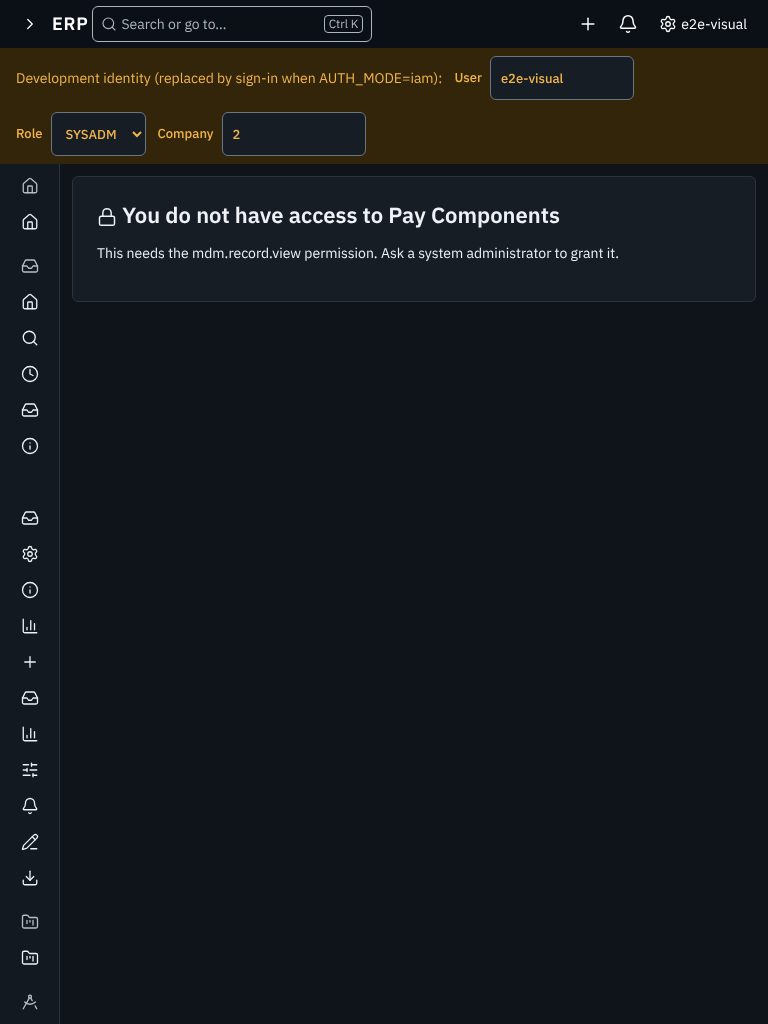 ERP Search or go to... Ctrl K e2e-visual
Development identity (replaced by sign-in when AUTH_MODE=iam): User e2e-visual
Role SYSADM Company 2
You do not have access to Pay Components
This needs the mdm.record.view permission. Ask a system administrator to grant it.